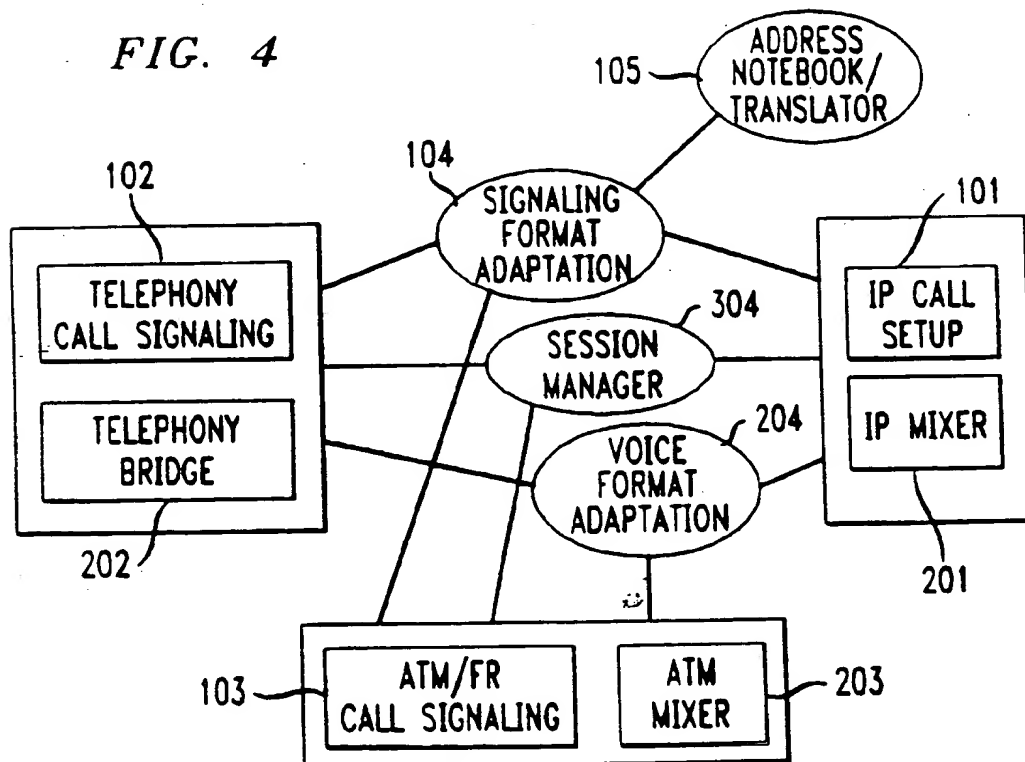 FIG. 4
ADDRESS
NOTEBOOK/
TRANSLATOR
105
104
SIGNALING
FORMAT
ADAPTATION
102
TELEPHONY
CALL SIGNALING
TELEPHONY
BRIDGE
202
101
IP CALL
SETUP
IP MIXER
201
304
SESSION
MANAGER
204
VOICE
FORMAT
ADAPTATION
103
ATM/FR
CALL SIGNALING
ATM
MIXER
203